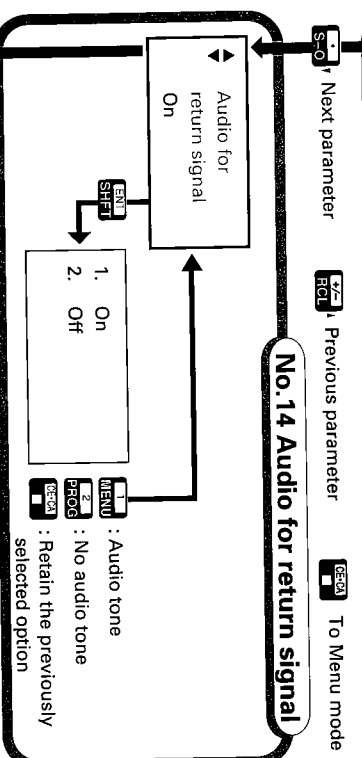 ·
S-O ▼ Next parameter
+/-
RCL ▲ Previous parameter
CE·CA
To Menu mode
No.14 Audio for return signal
Audio for
return signal
On
ENT
SHFT
1. On
2. Off
1
MENU : Audio tone
2
PROG : No audio tone
CE·CA : Retain the previously
selected option